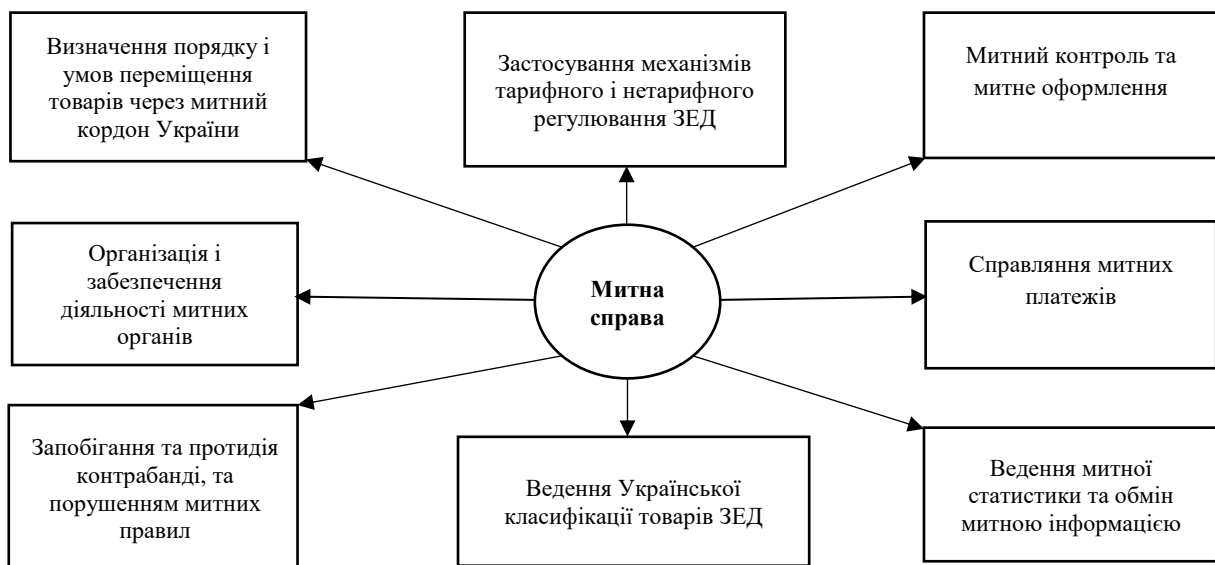 Визначення порядку і
умов переміщення
товарів через митний
кордон України
Застосування механізмів
тарифного і нетарифного
регулювання ЗЕД
Митний контроль та
митне оформлення
Організація і
забезпечення
діяльності митних
органів
Митна
справа
Справляння митних
платежів
Запобігання та протидія
контрабанді, та
порушенням митних
правил
Ведення Української
класифікації товарів ЗЕД
Ведення митної
статистики та обмін
митною інформацією